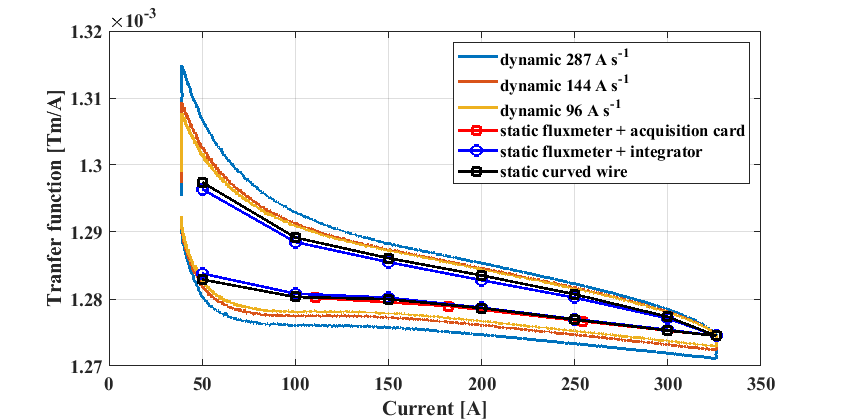 ×10⁻³
1.32
1.31
1.3
1.29
1.28
1.27
Tranfer function [Tm/A]
dynamic 287 A s⁻¹
dynamic 144 A s⁻¹
dynamic 96 A s⁻¹
static fluxmeter + acquisition card
static fluxmeter + integrator
static curved wire
0 50 100 150 200 250 300 350
Current [A]